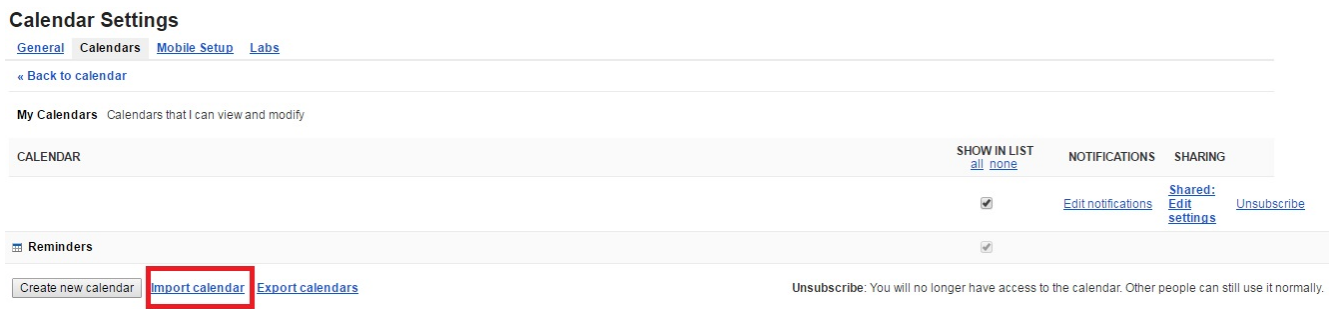 Calendar Settings
General Calendars Mobile Setup Labs
« Back to calendar
My Calendars Calendars that I can view and modify
CALENDAR SHOW IN LIST NOTIFICATIONS SHARING
all none
Edit notifications Shared: Edit settings Unsubscribe
Reminders
Create new calendar Import calendar Export calendars Unsubscribe: You will no longer have access to the calendar. Other people can still use it normally.